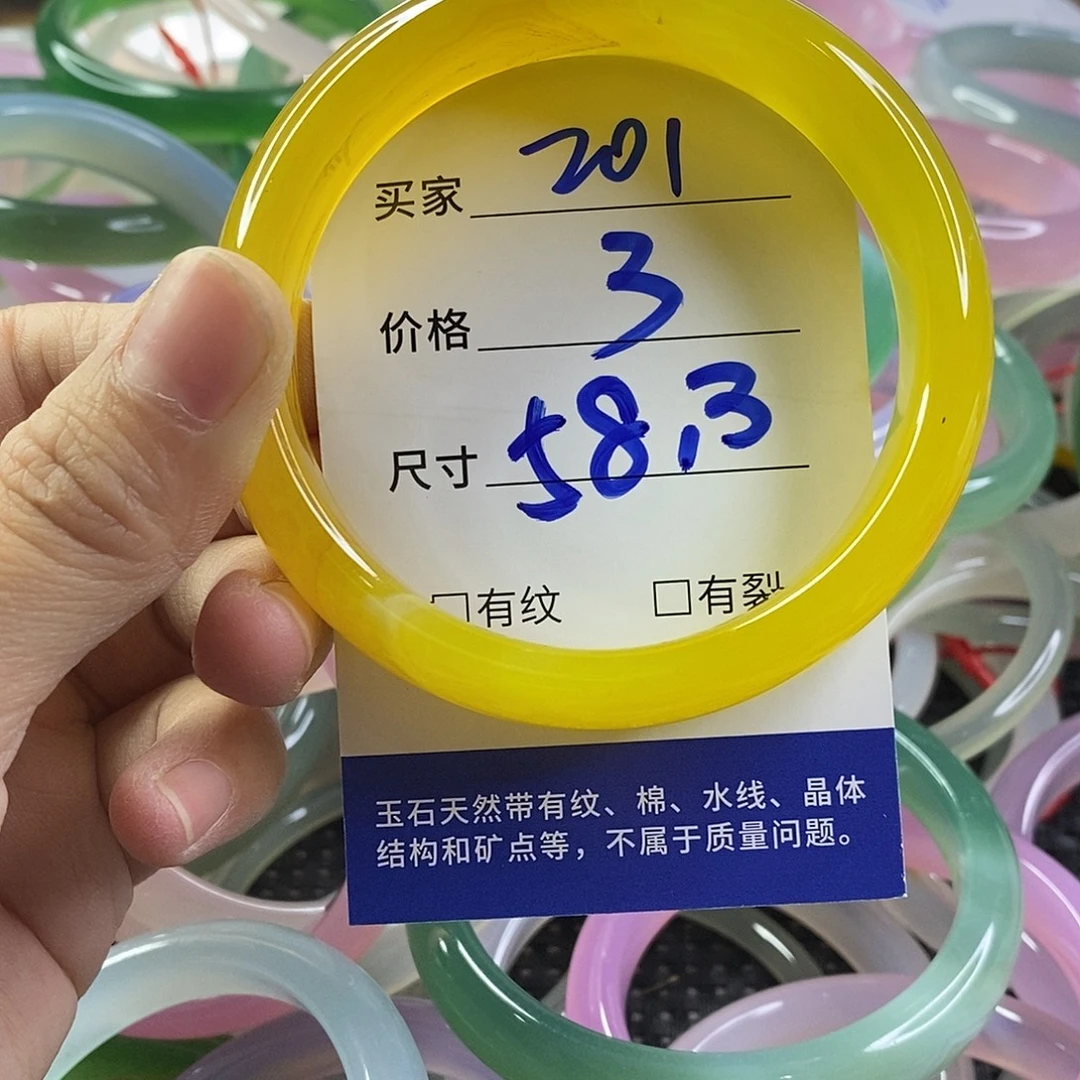 买家 201
价格 3
尺寸 58.3
□有纹 □有裂
玉石天然带有纹、棉、水线、晶体
结构和矿点等，不属于质量问题。